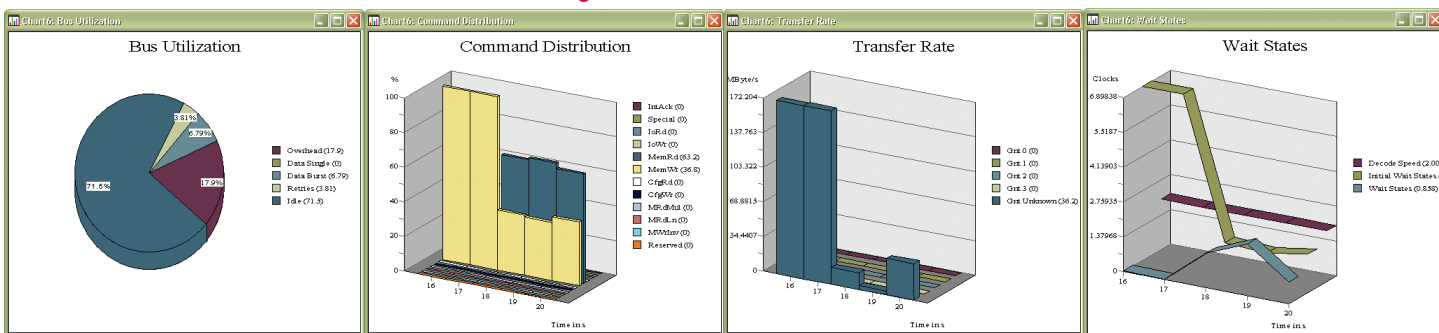 Chart6: Bus Utilization
Bus Utilization
3.81%
6.79%
17.9%
71.5%
Overhead (17.9)
Data Single (0)
Data Burst (6.79)
Retries (3.81)
Idle (71.5)
Chart6: Command Distribution
Command Distribution
%
100
80
60
40
20
0
16
17
18
19
20
Time in s
IntAck (0)
Special (0)
IoRd (0)
IoWr (0)
MemRd (63.2)
MemWr (36.8)
CfgRd (0)
CfgWr (0)
MRdMul (0)
MRdLn (0)
MWrInv (0)
Reserved (0)
Chart6: Transfer Rate
Transfer Rate
MByte/s
172.204
137.763
103.322
68.8815
34.4407
0
16
17
18
19
20
Time in s
Gnt 0 (0)
Gnt 1 (0)
Gnt 2 (0)
Gnt 3 (0)
Gnt Unknown (36.2)
Chart6: Wait States
Wait States
Clocks
6.89838
5.5187
4.13903
2.75935
1.37968
0
16
17
18
19
20
Time in s
Decode Speed (2.00
Initial Wait States (
Wait States (0.858)